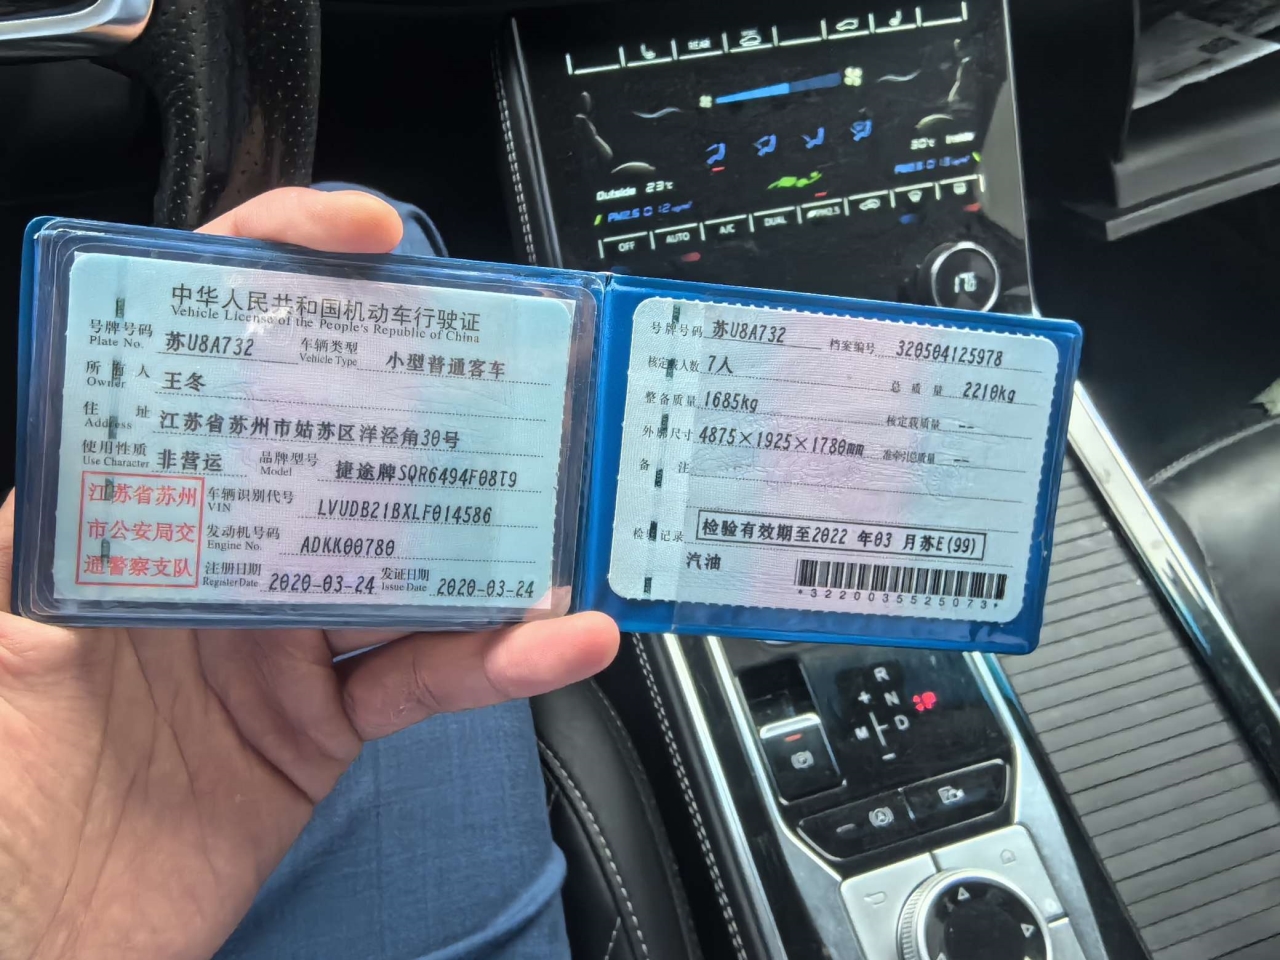 中华人民共和国机动车行驶证
Vehicle License of the People's Republic of China
号牌号码 苏U8A732 车辆类型 小型普通客车
Plate No. Vehicle Type
所有人 王冬
Owner
住址 江苏省苏州市姑苏区洋泾角30号
Address
使用性质 非营运 品牌型号 捷途牌SQR6494F08T9
Use Character Model
江苏省苏州
市公安局交
通警察支队
车辆识别代号 LVUDB21BXLF014586
VIN
发动机号码 ADKK00780
Engine No.
注册日期 2020-03-24 发证日期 2020-03-24
Register Date Issue Date
号牌号码 苏U8A732 档案编号 320504125978
核定载人数 7人 总质量 2210kg
整备质量 1685kg 核定载质量 --
外廓尺寸 4875×1925×1780mm 准牵引总质量 --
备注
检验记录 检验有效期至2022年03月苏E(99)
汽油
*3220035525073*
Outside 23℃
30℃ Inside
PM2.5
PM2.5
OFF AUTO A/C DUAL PM2.5
R
+ N
M D
-